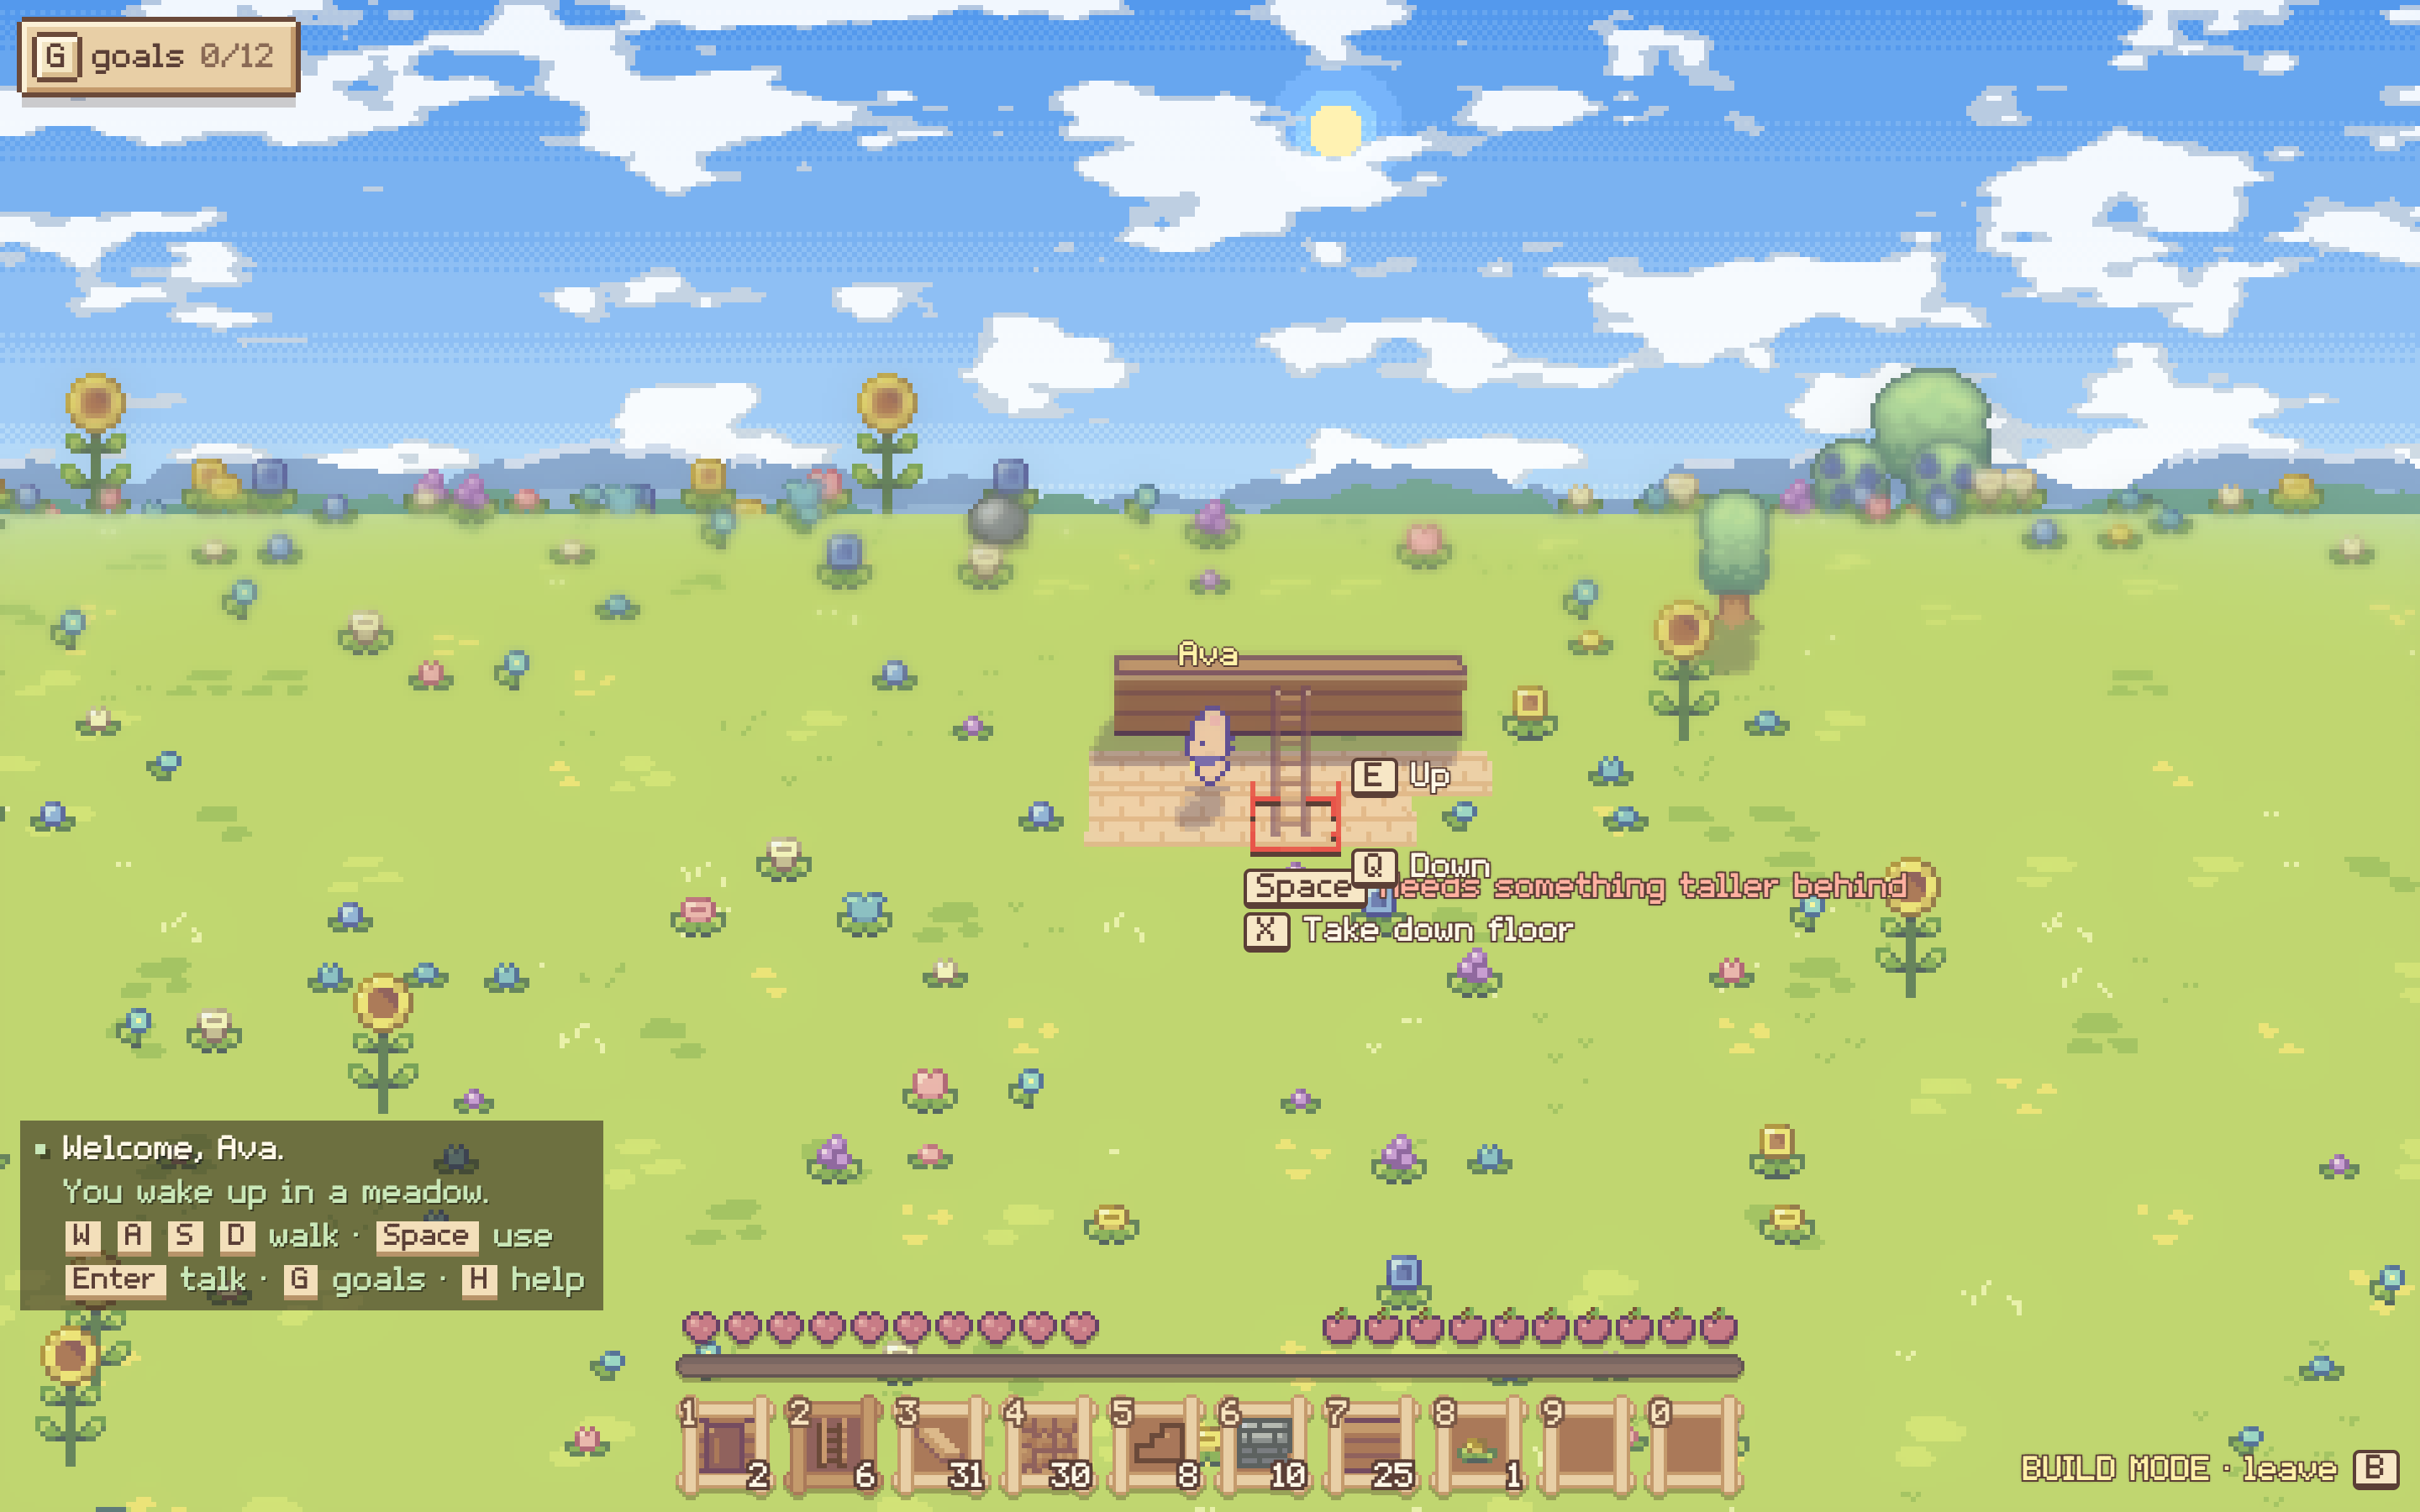 G goals 0/12
Ava
E Up
Q Down
Space Needs something taller behind
X Take down floor
Welcome, Ava.
You wake up in a meadow.
W A S D walk · Space use
Enter talk · G goals · H help
1 2 3 4 5 6 7 8 9 0
2 6 31 30 8 10 25 1
BUILD MODE · leave B